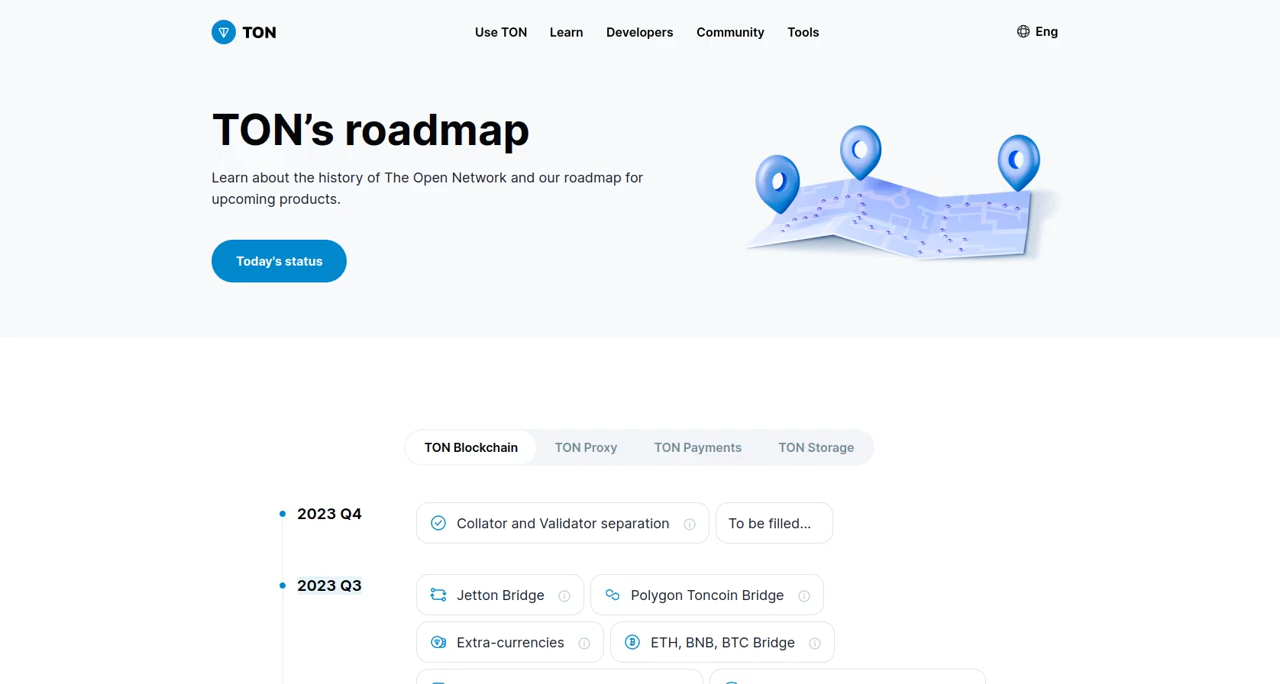 TON
Use TON
Learn
Developers
Community
Tools
Eng
TON’s roadmap
Learn about the history of The Open Network and our roadmap for
upcoming products.
Today's status
TON Blockchain
TON Proxy
TON Payments
TON Storage
2023 Q4
Collator and Validator separation
To be filled...
2023 Q3
Jetton Bridge
Polygon Toncoin Bridge
Extra-currencies
ETH, BNB, BTC Bridge